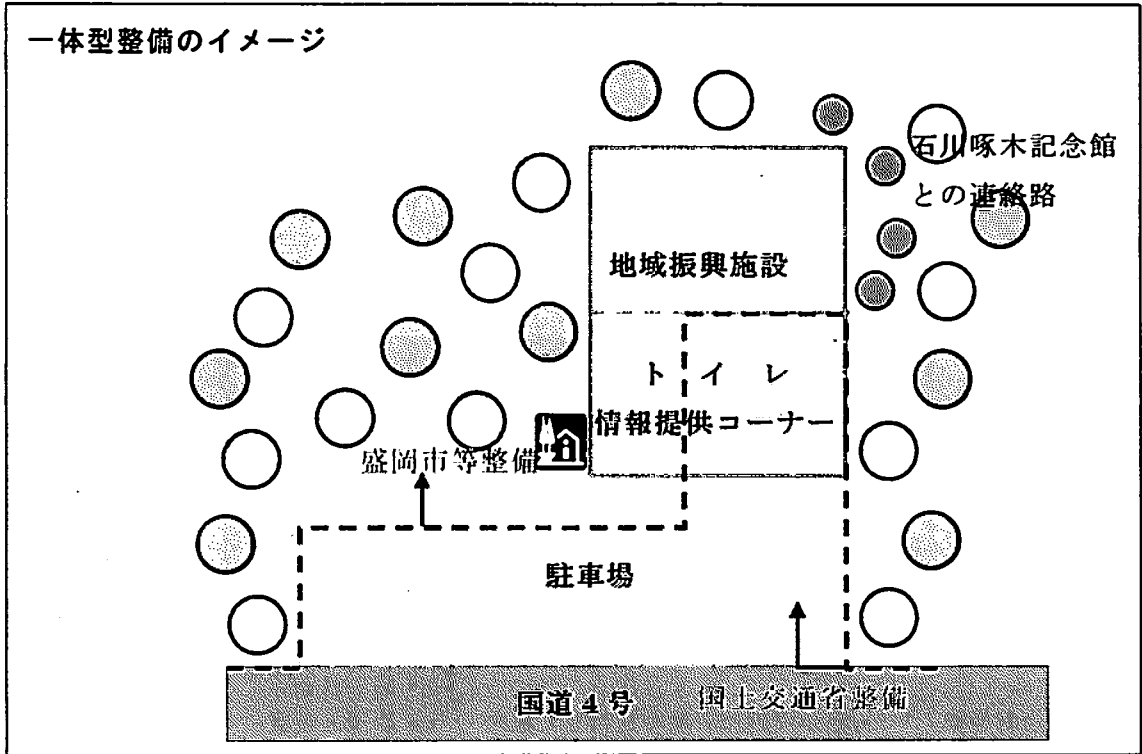 一体型整備のイメージ
石川啄木記念館
との連絡路
地域振興施設
トイレ
情報提供コーナー
盛岡市等整備
駐車場
国道4号
国土交通省整備